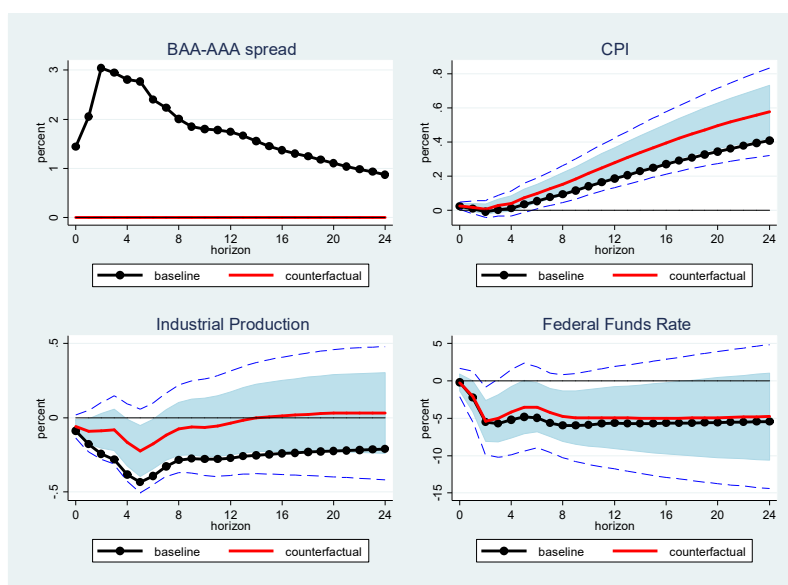 BAA-AAA spread
percent
3
2
1
0
0 4 8 12 16 20 24
horizon
baseline counterfactual
CPI
percent
.8
.6
.4
.2
0
0 4 8 12 16 20 24
horizon
baseline counterfactual
Industrial Production
percent
.5
0
-.5
0 4 8 12 16 20 24
horizon
baseline counterfactual
Federal Funds Rate
percent
5
0
-5
-10
-15
0 4 8 12 16 20 24
horizon
baseline counterfactual